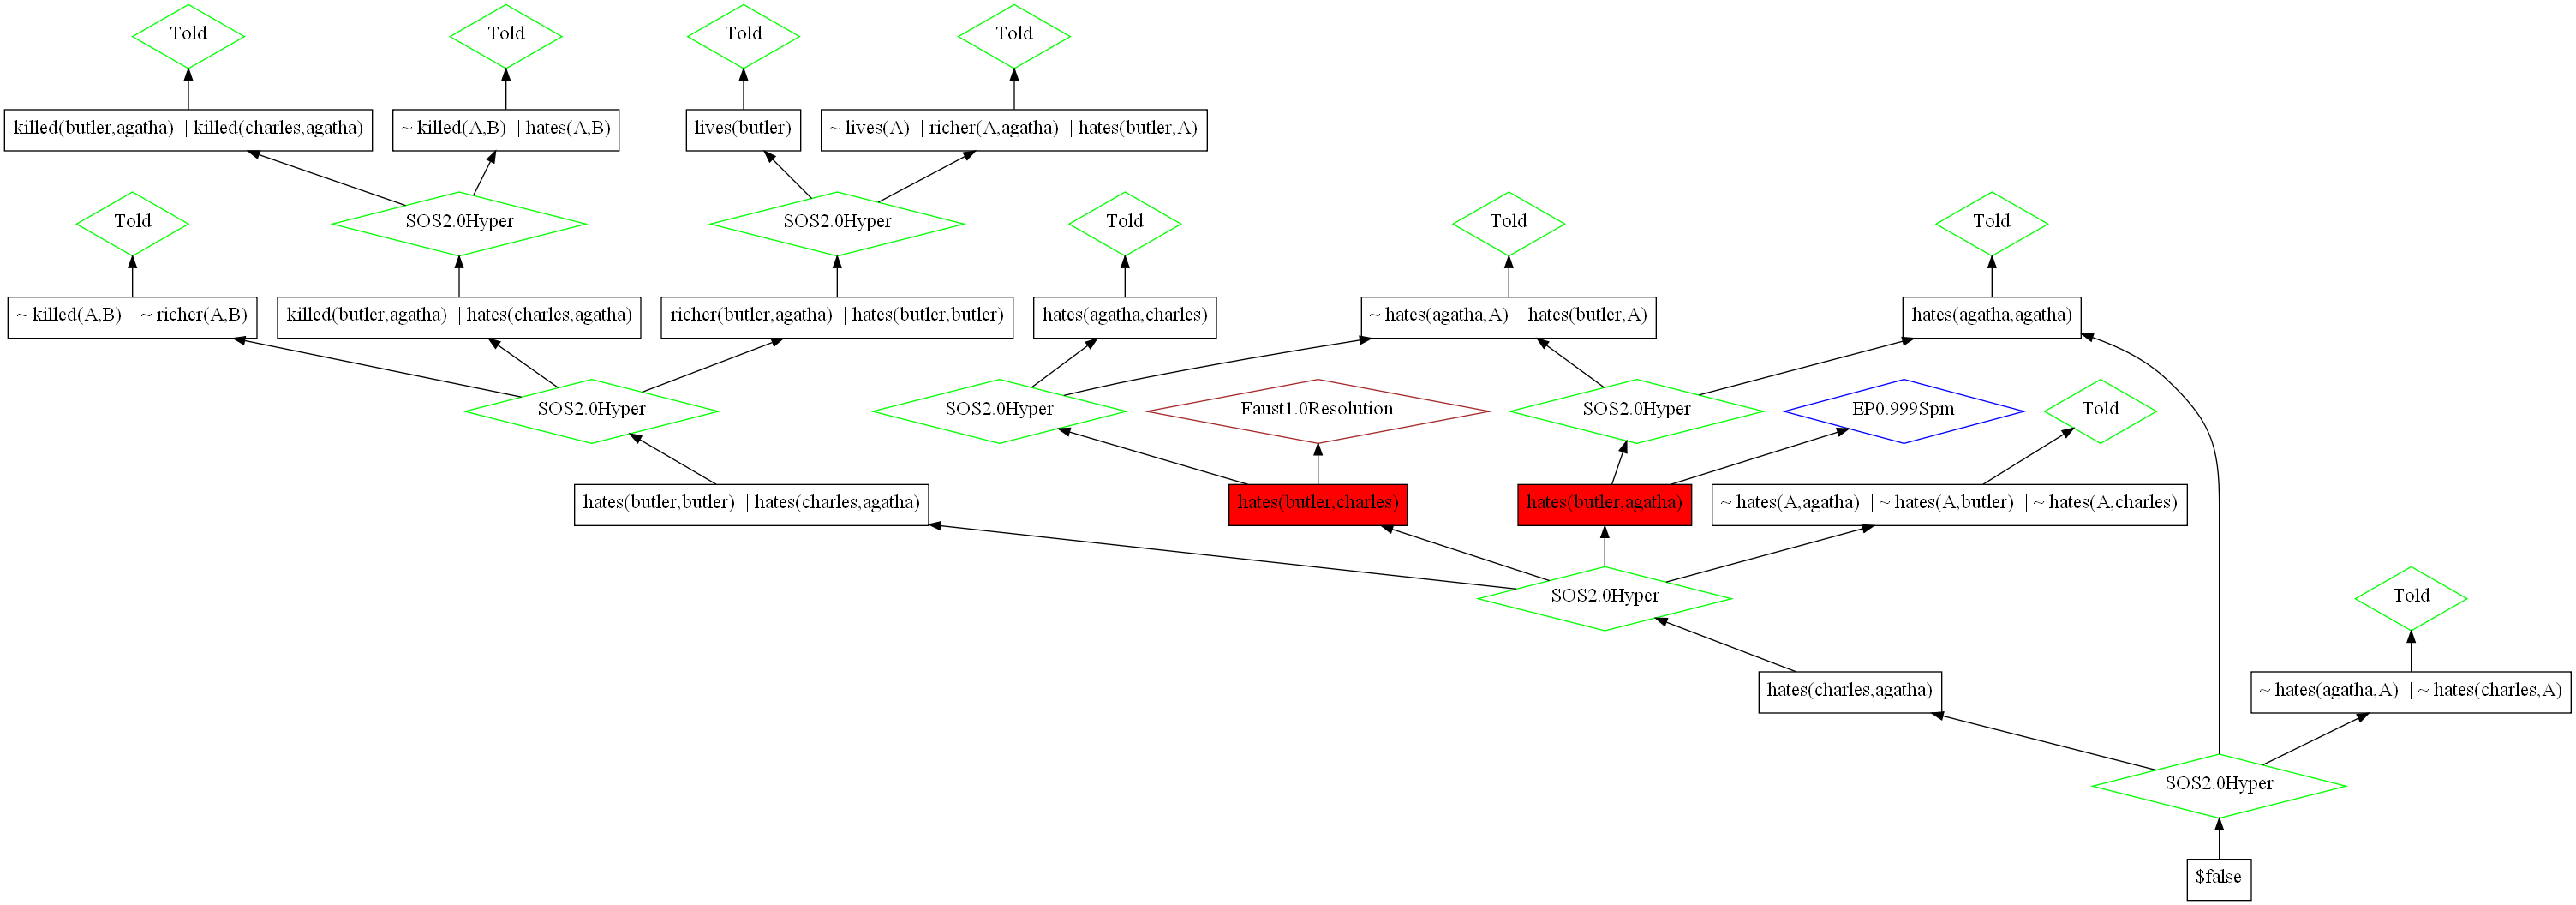 Told
Told
Told
Told
killed(butler,agatha) | killed(charles,agatha)
~ killed(A,B) | hates(A,B)
lives(butler)
~ lives(A) | richer(A,agatha) | hates(butler,A)
Told
SOS2.0Hyper
SOS2.0Hyper
Told
Told
Told
~ killed(A,B) | ~ richer(A,B)
killed(butler,agatha) | hates(charles,agatha)
richer(butler,agatha) | hates(butler,butler)
hates(agatha,charles)
~ hates(agatha,A) | hates(butler,A)
hates(agatha,agatha)
SOS2.0Hyper
SOS2.0Hyper
Faust1.0Resolution
SOS2.0Hyper
EP0.999Spm
Told
hates(butler,butler) | hates(charles,agatha)
hates(butler,charles)
hates(butler,agatha)
~ hates(A,agatha) | ~ hates(A,butler) | ~ hates(A,charles)
SOS2.0Hyper
Told
hates(charles,agatha)
~ hates(agatha,A) | ~ hates(charles,A)
SOS2.0Hyper
$false